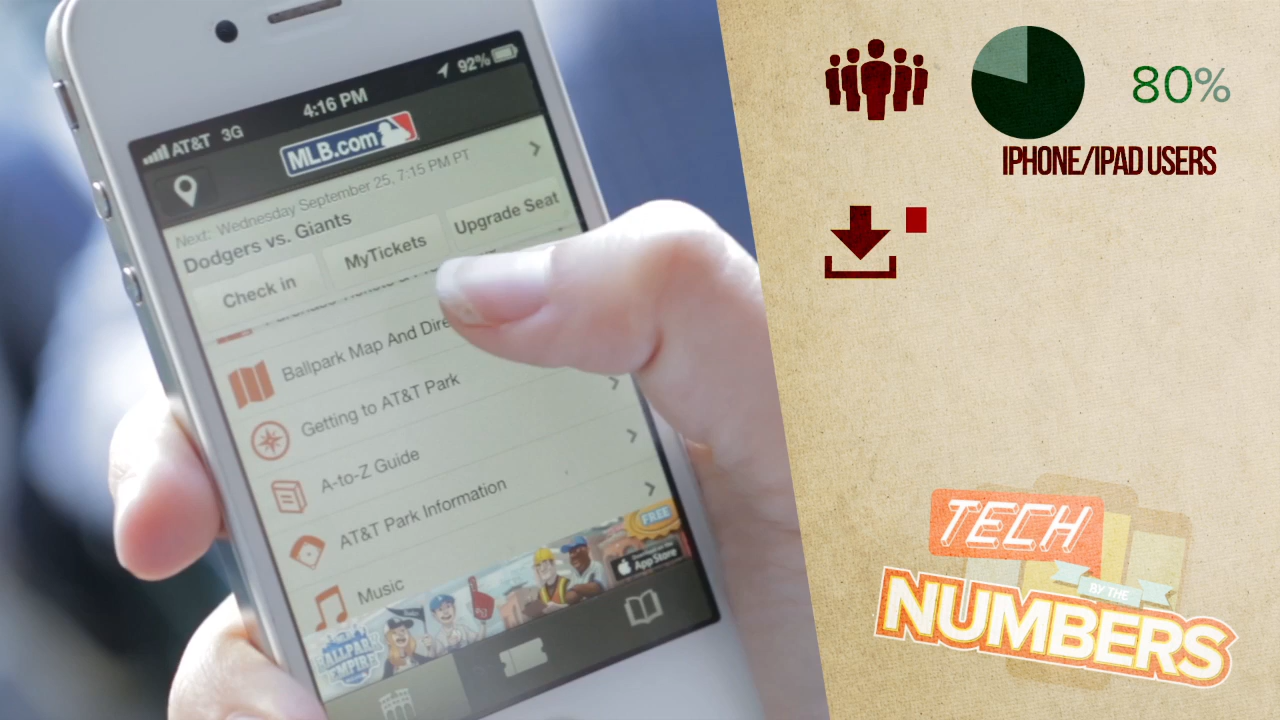 AT&T 3G
4:16 PM
92%
MLB.com
Next: Wednesday September 25, 7:15 PM PT
Dodgers vs. Giants
Check in
MyTickets
Upgrade Seat
Ballpark Map And Dire
Getting to AT&T Park
A-to-Z Guide
AT&T Park Information
Music
FREE
App Store
80%
IPHONE/IPAD USERS
TECH
BY THE
NUMBERS